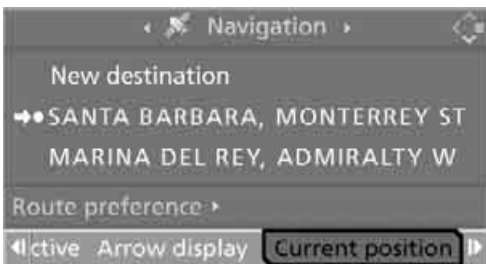 Navigation
New destination
SANTA BARBARA, MONTERREY ST
MARINA DEL REY, ADMIRALTY W
Route preference
ctive Arrow display Current position